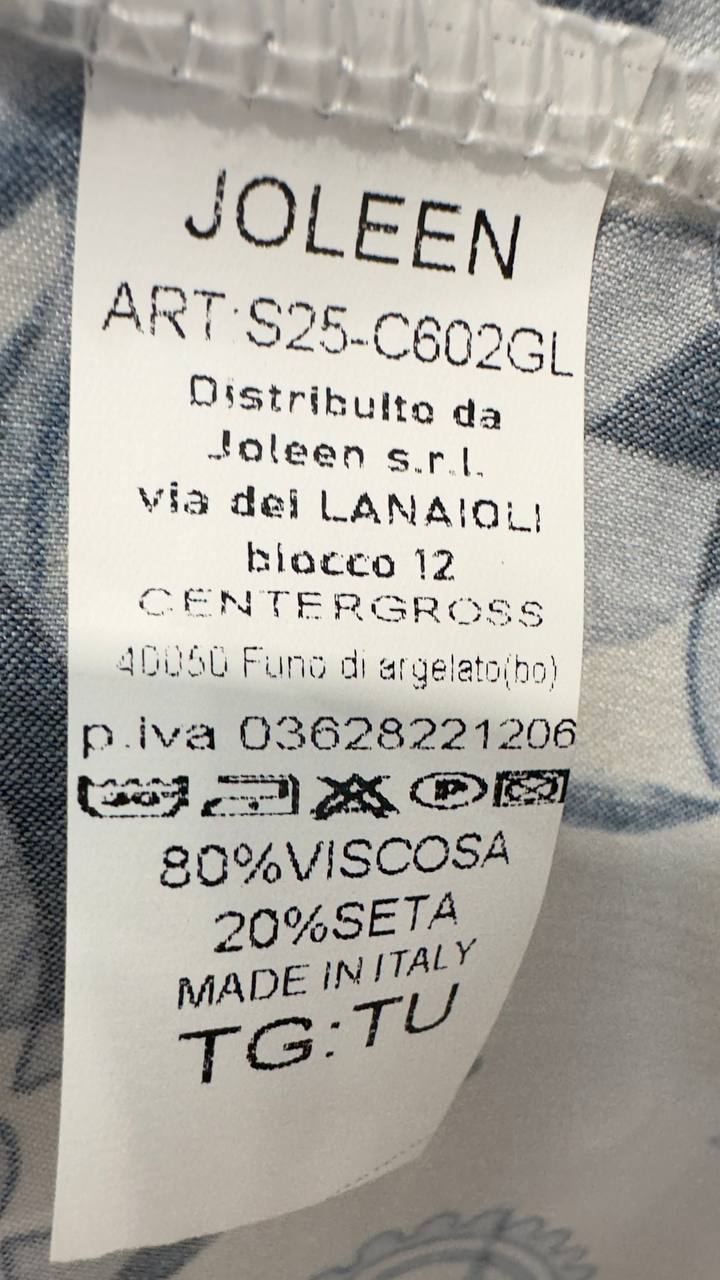 JOLEEN
ART:S25-C602GL
Distribuito da
Joleen s.r.l.
via dei LANAIOLI
blocco 12
CENTERGROSS
40050 Funo di argelato(bo)
p.iva 03628221206
30 P
80%VISCOSA
20%SETA
MADE IN ITALY
TG:TU